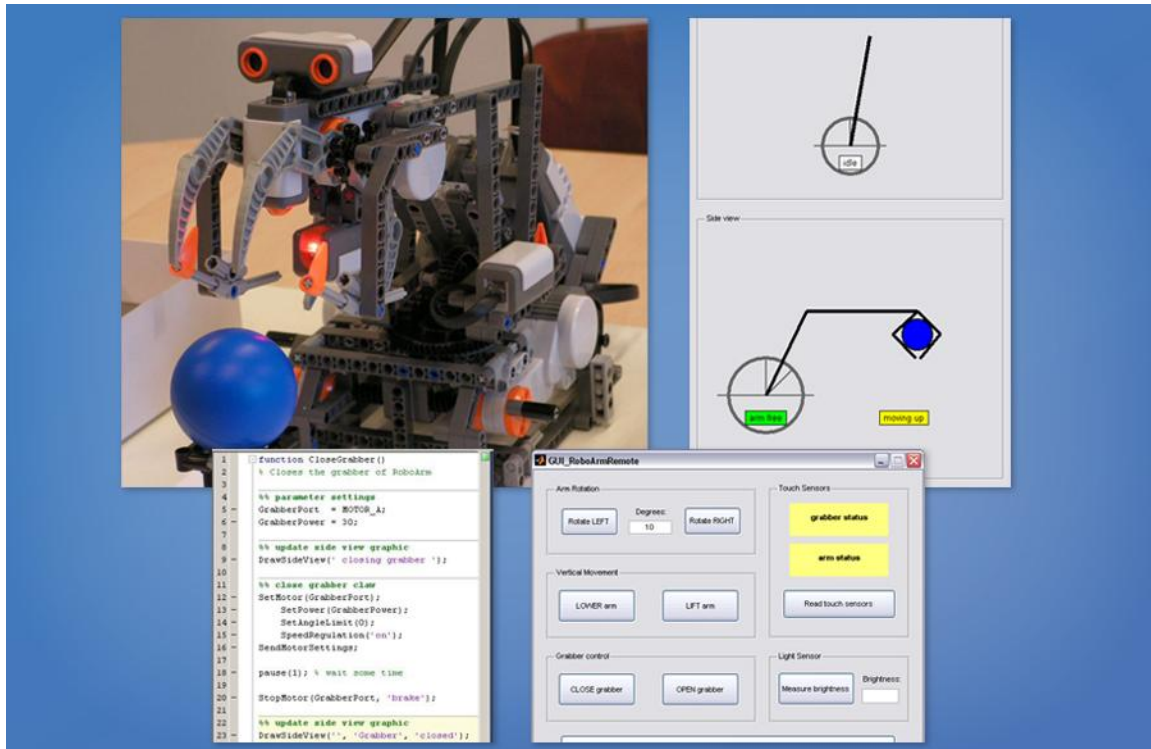 idle
Side view
arm free
moving up
1 function CloseGrabber()
2 % Closes the grabber of RoboArm
3
4 %% parameter settings
5 GrabberPort = MOTOR_A;
6 GrabberPower = 30;
7
8 %% update side view graphic
9 DrawSideView(' closing grabber ');
10
11 %% close grabber claw
12 SetMotor(GrabberPort);
13 SetPower(GrabberPower);
14 SetAngleLimit(0);
15 SpeedRegulation('on');
16 SendMotorSettings;
17
18 pause(1); % wait some time
19
20 StopMotor(GrabberPort, 'brake');
21
22 %% update side view graphic
23 DrawSideView('', 'Grabber', 'closed');
GUI_RoboArmRemote
Arm Rotation
Rotate LEFT
Degrees:
10
Rotate RIGHT
Touch Sensors
grabber status
arm status
Read touch sensors
Vertical Movement
LOWER arm
LIFT arm
Grabber control
CLOSE grabber
OPEN grabber
Light Sensor
Measure brightness
Brightness: